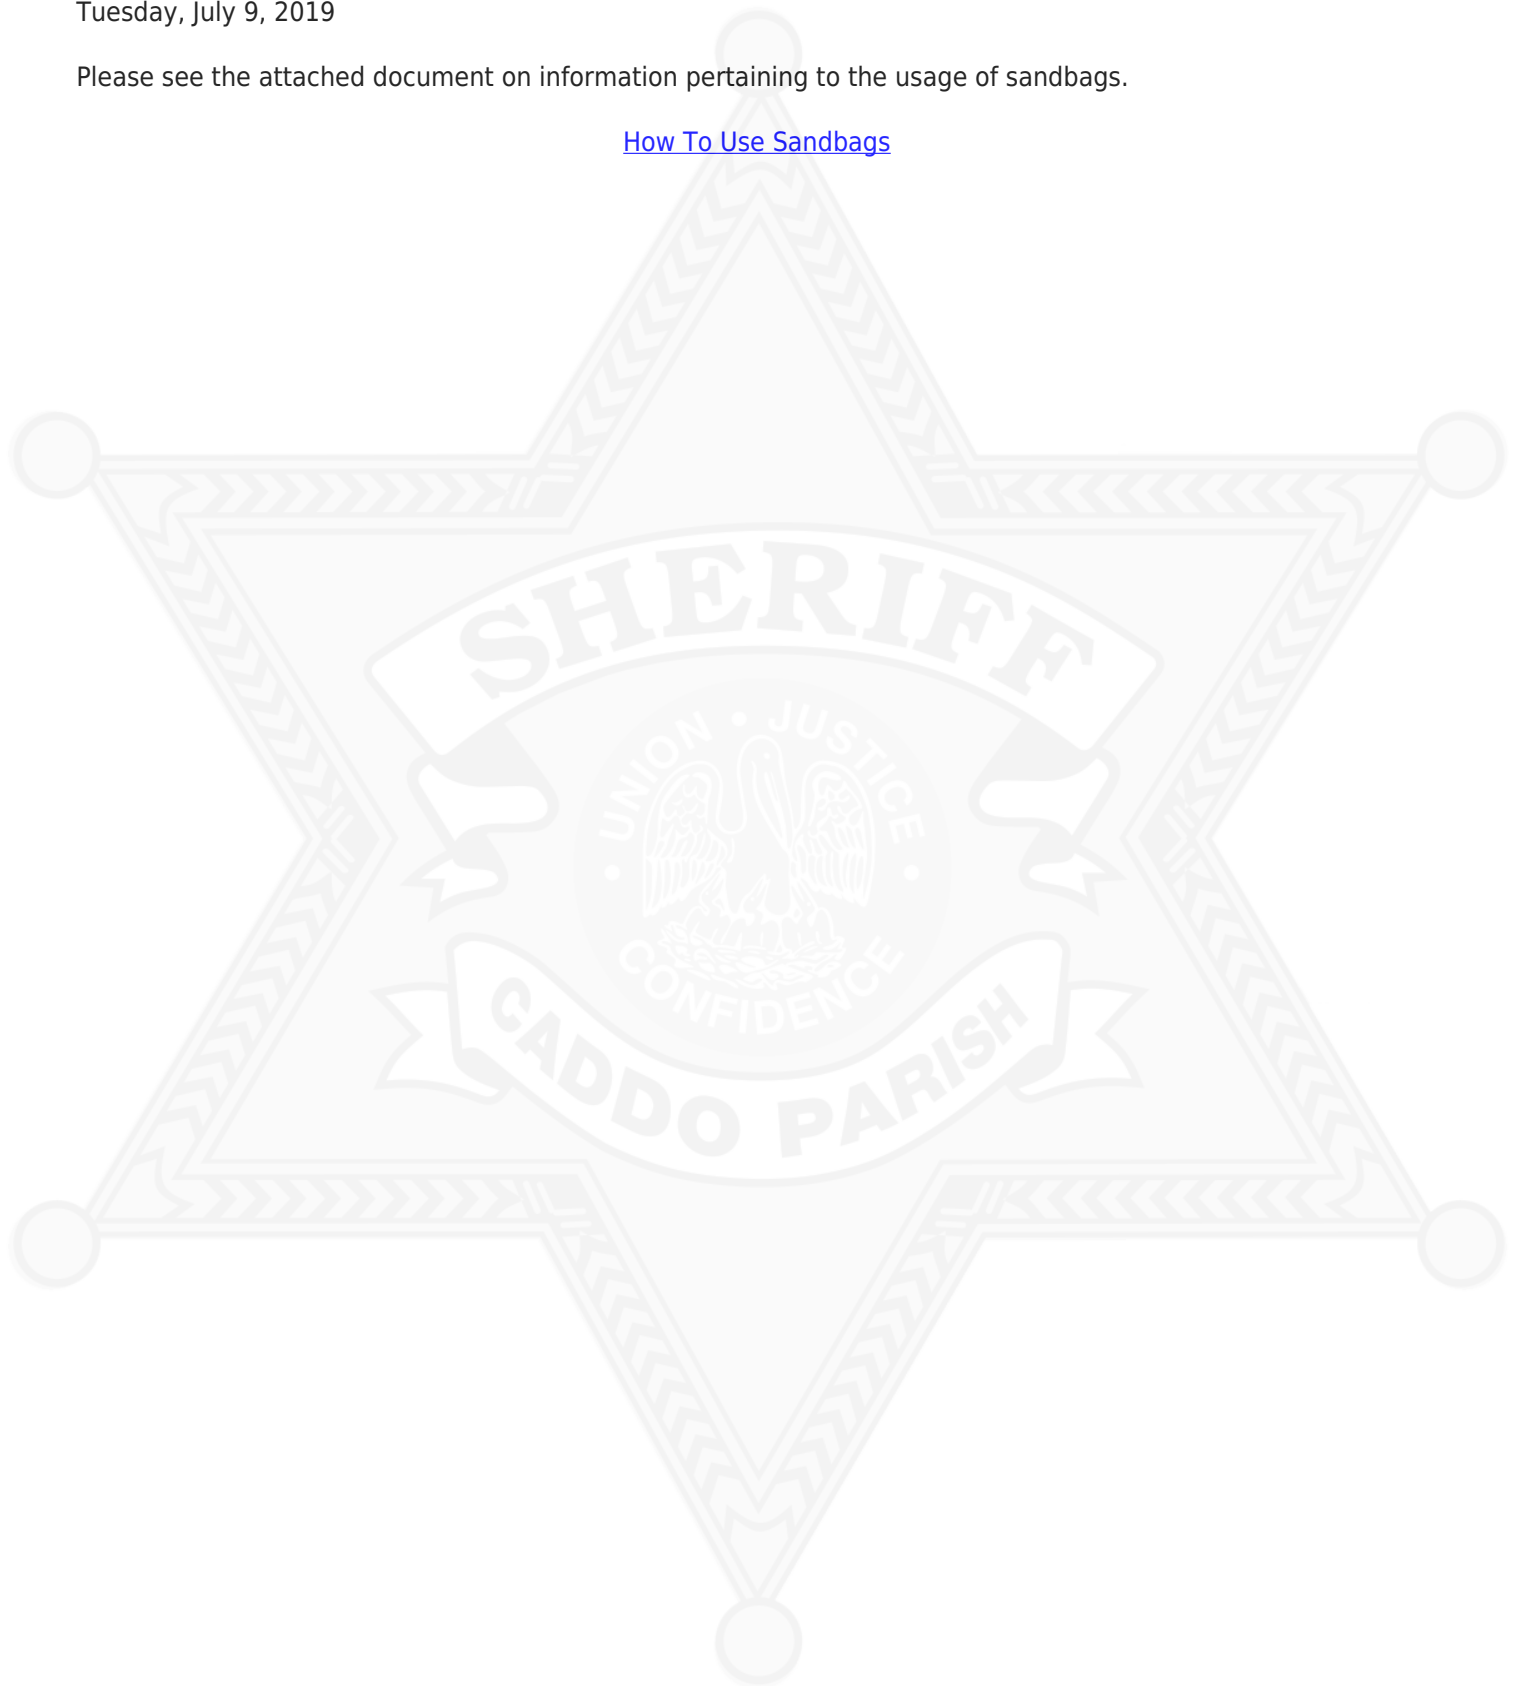 Tuesday, July 9, 2019
Please see the attached document on information pertaining to the usage of sandbags.
How To Use Sandbags
SHERIFF
UNION • JUSTICE
• CONFIDENCE •
CADDO PARISH